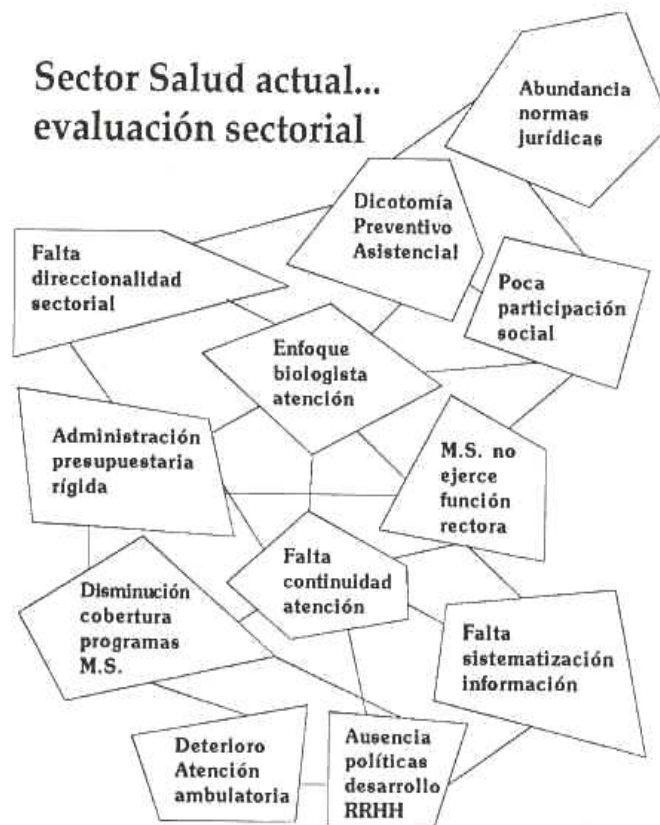 Sector Salud actual...
evaluación sectorial
Abundancia
normas
jurídicas
Dicotomía
Preventivo
Asistencial
Falta
direccionalidad
sectorial
Poca
participación
social
Enfoque
biologista
atención
Administración
presupuestaria
rígida
M.S. no
ejerce
función
rectora
Falta
continuidad
atención
Disminución
cobertura
programas
M.S.
Falta
sistematización
información
Deterioro
Atención
ambulatoria
Ausencia
políticas
desarrollo
RRHH